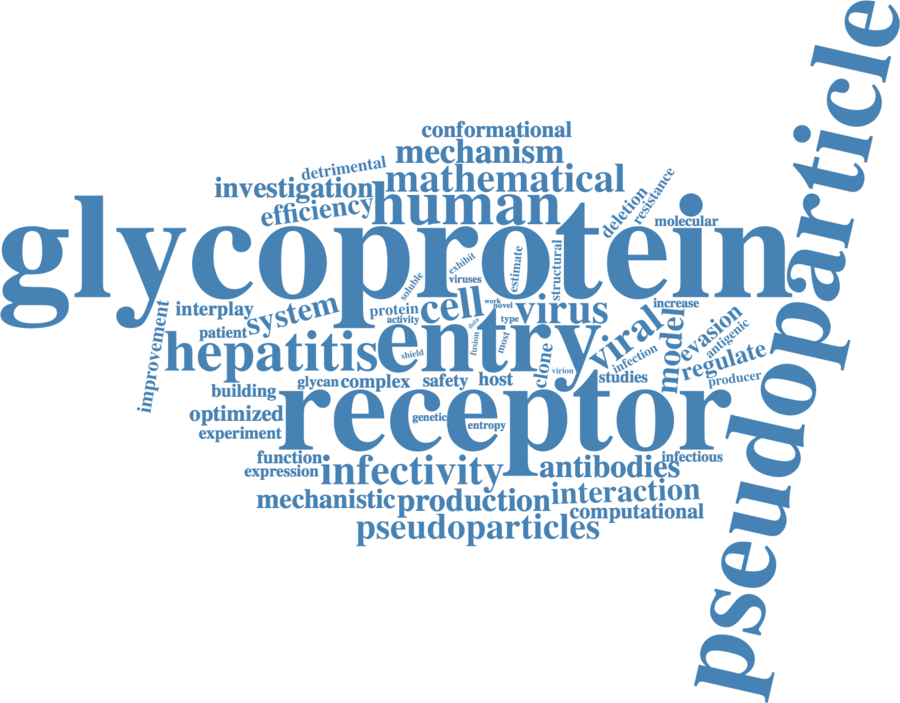 conformational
mechanism
detrimental
mathematical
investigation
efficiency
human
deletion
resistance
molecular
glycoprotein
pseudoparticle
exhibit
estimate
structural
soluble
viruses
interplay
system
protein
activity
cell
work
novel
type
virus
increase
improvement
patient
hepatitis
shield
entry
data
fusion
most
clone
virion
viral
infection
model
evasion
antigenic
regulate
producer
building
glycan
complex
safety
host
studies
optimized
experiment
receptor
genetic
entropy
function
expression
infectivity
antibodies
infectious
mechanistic
production
interaction
computational
pseudoparticles